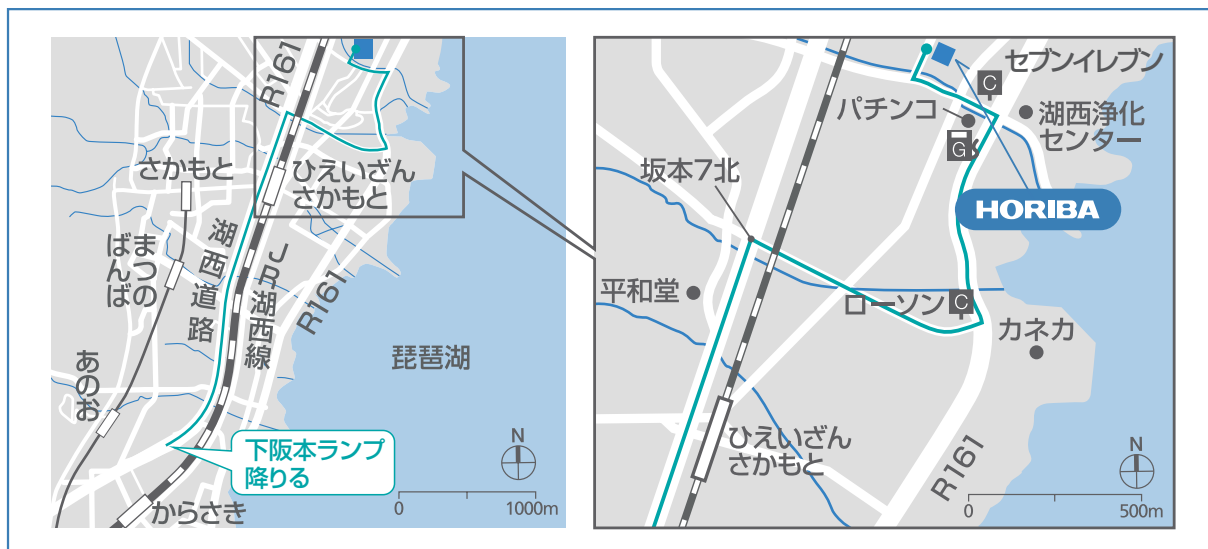 R161
さかもと
ひえいざん
さかもと
まつの
ばんば
湖西道路
JR湖西線
R161
あのお
琵琶湖
下阪本ランプ
降りる
からさき
N
0 1000m
セブンイレブン
C
パチンコ
湖西浄化
センター
G
坂本7北
HORIBA
平和堂
ローソン
C
カネカ
ひえいざん
さかもと
R161
N
0 500m